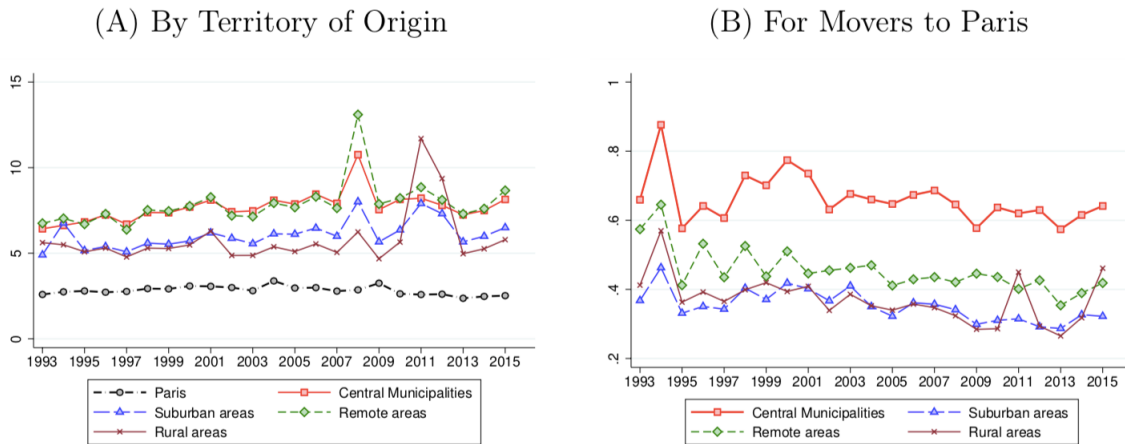 (A) By Territory of Origin
15
10
5
0
1993 1995 1997 1999 2001 2003 2005 2007 2009 2011 2013 2015
Paris Central Municipalities
Suburban areas Remote areas
Rural areas
(B) For Movers to Paris
1
.8
.6
.4
.2
1993 1995 1997 1999 2001 2003 2005 2007 2009 2011 2013 2015
Central Municipalities Suburban areas
Remote areas Rural areas